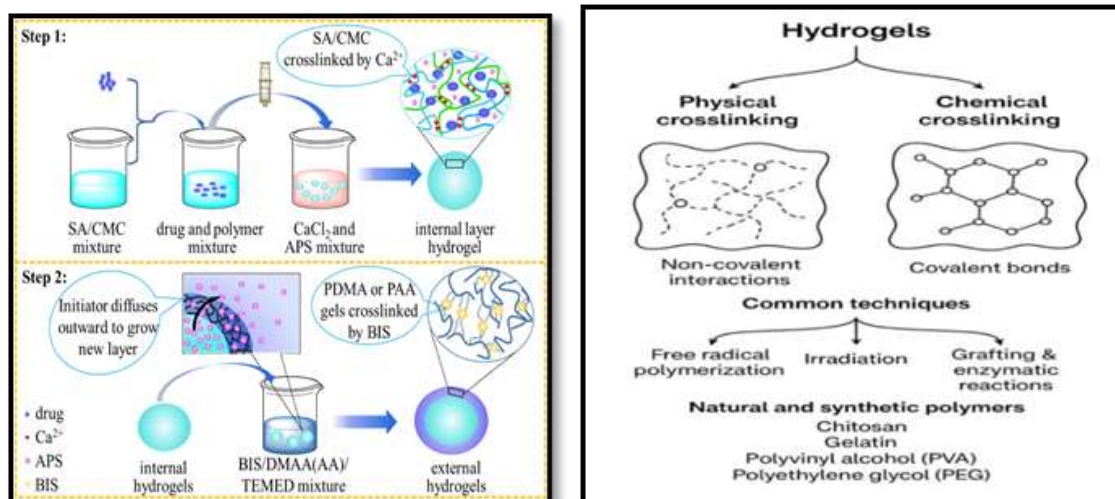 Step 1:
SA/CMC
crosslinked by Ca²⁺
SA/CMC
mixture
drug and polymer
mixture
CaCl₂ and
APS mixture
internal layer
hydrogel
Step 2:
Initiator diffuses
outward to grow
new layer
PDMA or PAA
gels crosslinked
by BIS
drug
Ca²⁺
APS
BIS
internal
hydrogels
BIS/DMAA(AA)/
TEMED mixture
external
hydrogels
Hydrogels
Physical
crosslinking
Chemical
crosslinking
Non-covalent
interactions
Covalent bonds
Common techniques
Free radical
polymerization
Irradiation
Grafting &
enzymatic
reactions
Natural and synthetic polymers
Chitosan
Gelatin
Polyvinyl alcohol (PVA)
Polyethylene glycol (PEG)